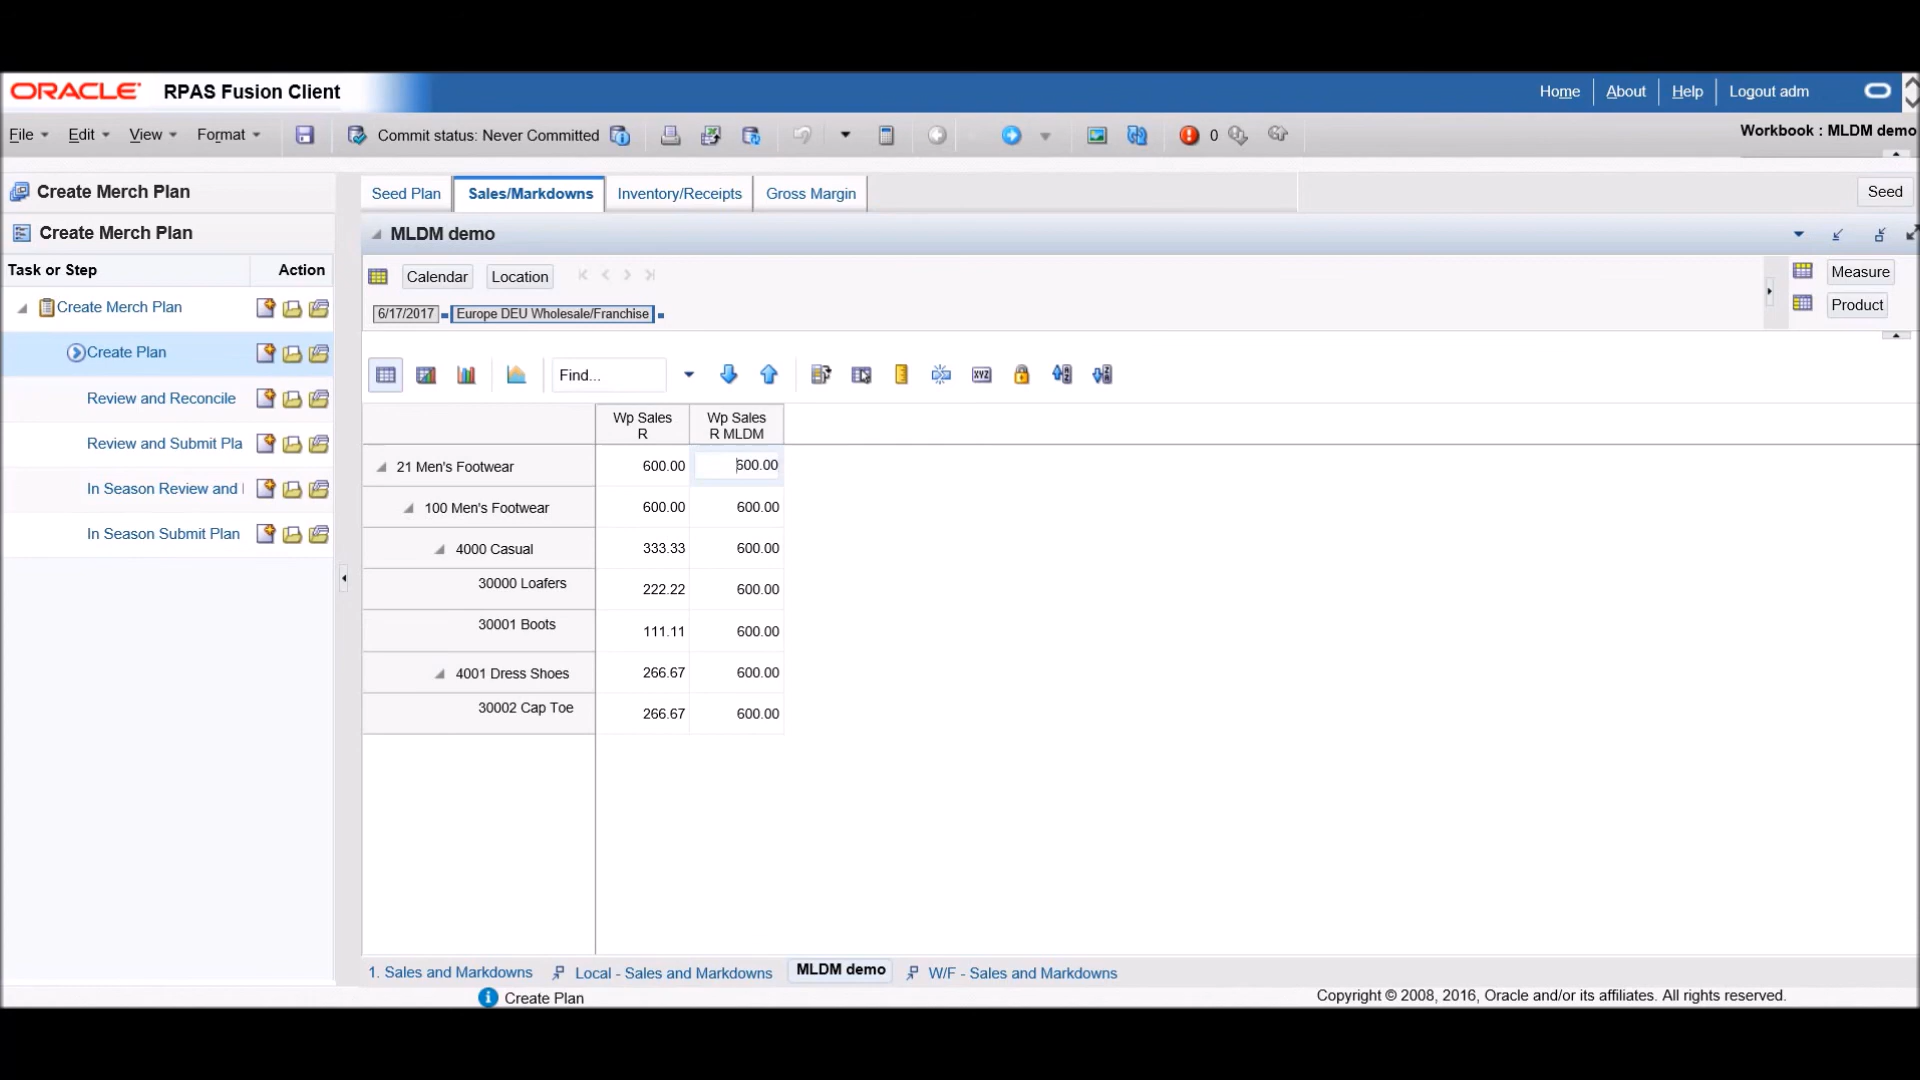 ORACLE RPAS Fusion Client Home About Help Logout adm
File Edit View Format Commit status: Never Committed 0 Workbook : MLDM demo
Create Merch Plan
Create Merch Plan
Task or Step Action
Create Merch Plan
Create Plan
Review and Reconcile
Review and Submit Pla
In Season Review and
In Season Submit Plan
Seed Plan Sales/Markdowns Inventory/Receipts Gross Margin Seed
MLDM demo
Calendar Location Measure
6/17/2017 Europe DEU Wholesale/Franchise Product
Find... XYZ
Wp Sales R Wp Sales R MLDM
21 Men's Footwear 600.00 600.00
100 Men's Footwear 600.00 600.00
4000 Casual 333.33 600.00
30000 Loafers 222.22 600.00
30001 Boots 111.11 600.00
4001 Dress Shoes 266.67 600.00
30002 Cap Toe 266.67 600.00
1. Sales and Markdowns Local - Sales and Markdowns MLDM demo W/F - Sales and Markdowns
Create Plan Copyright © 2008, 2016, Oracle and/or its affiliates. All rights reserved.